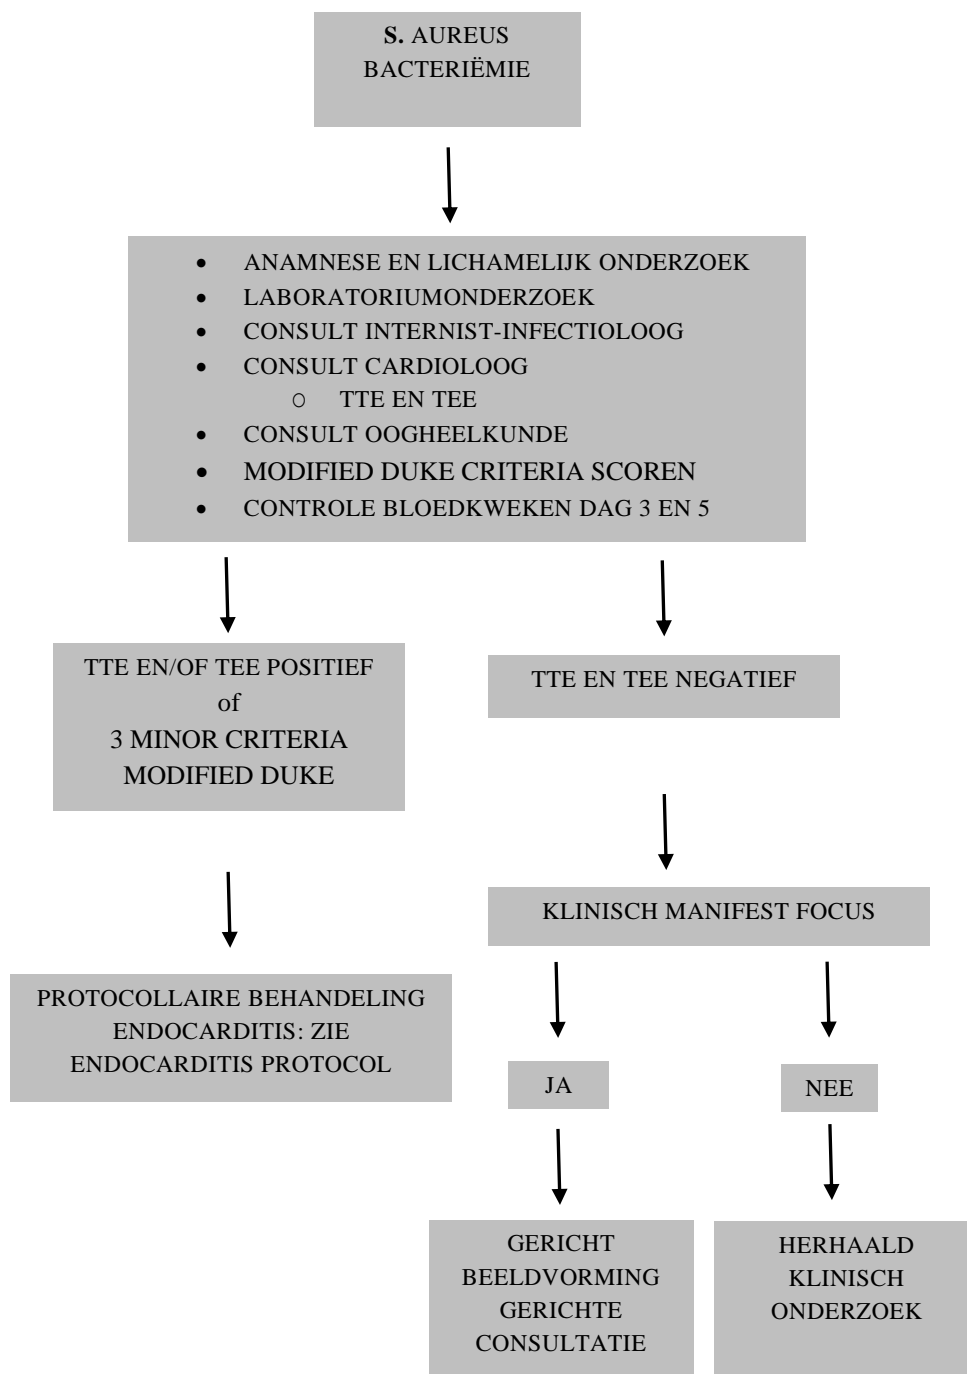 S. AUREUS
BACTERIËMIE
• ANAMNESE EN LICHAMELIJK ONDERZOEK
• LABORATORIUMONDERZOEK
• CONSULT INTERNIST-INFECTIOLOOG
• CONSULT CARDIOLOOG
o TTE EN TEE
• CONSULT OOGHEELKUNDE
• MODIFIED DUKE CRITERIA SCOREN
• CONTROLE BLOEDKWEKEN DAG 3 EN 5
TTE EN/OF TEE POSITIEF
of
3 MINOR CRITERIA
MODIFIED DUKE
TTE EN TEE NEGATIEF
PROTOCOLLAIRE BEHANDELING
ENDOCARDITIS: ZIE
ENDOCARDITIS PROTOCOL
KLINISCH MANIFEST FOCUS
JA
NEE
GERICHT
BEELDVORMING
GERICHTE
CONSULTATIE
HERHAALD
KLINISCH
ONDERZOEK